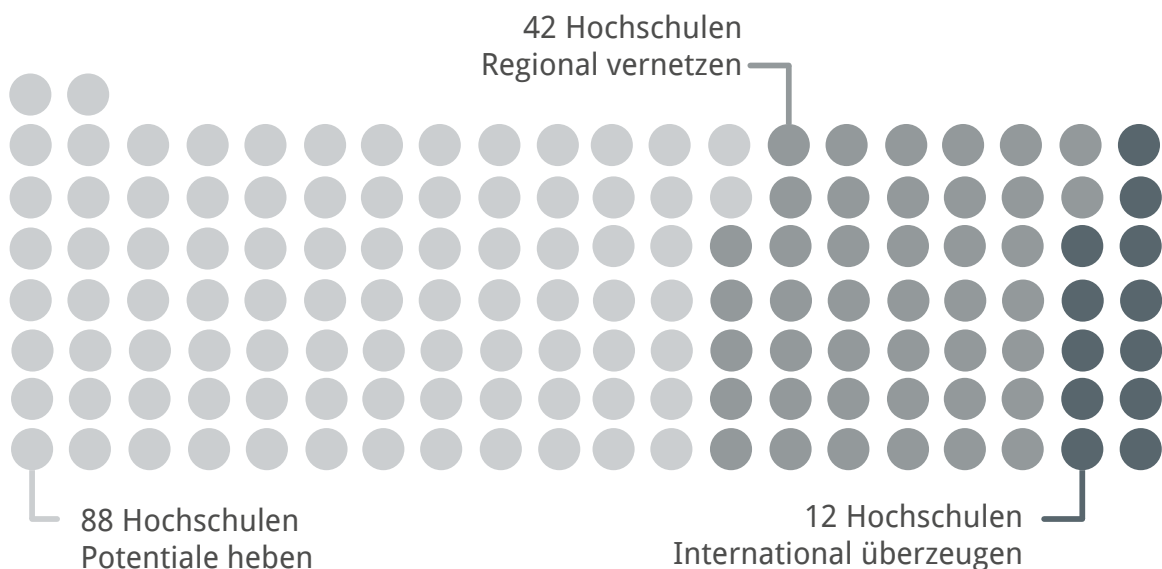 42 Hochschulen
Regional vernetzen
88 Hochschulen
Potentiale heben
12 Hochschulen
International überzeugen